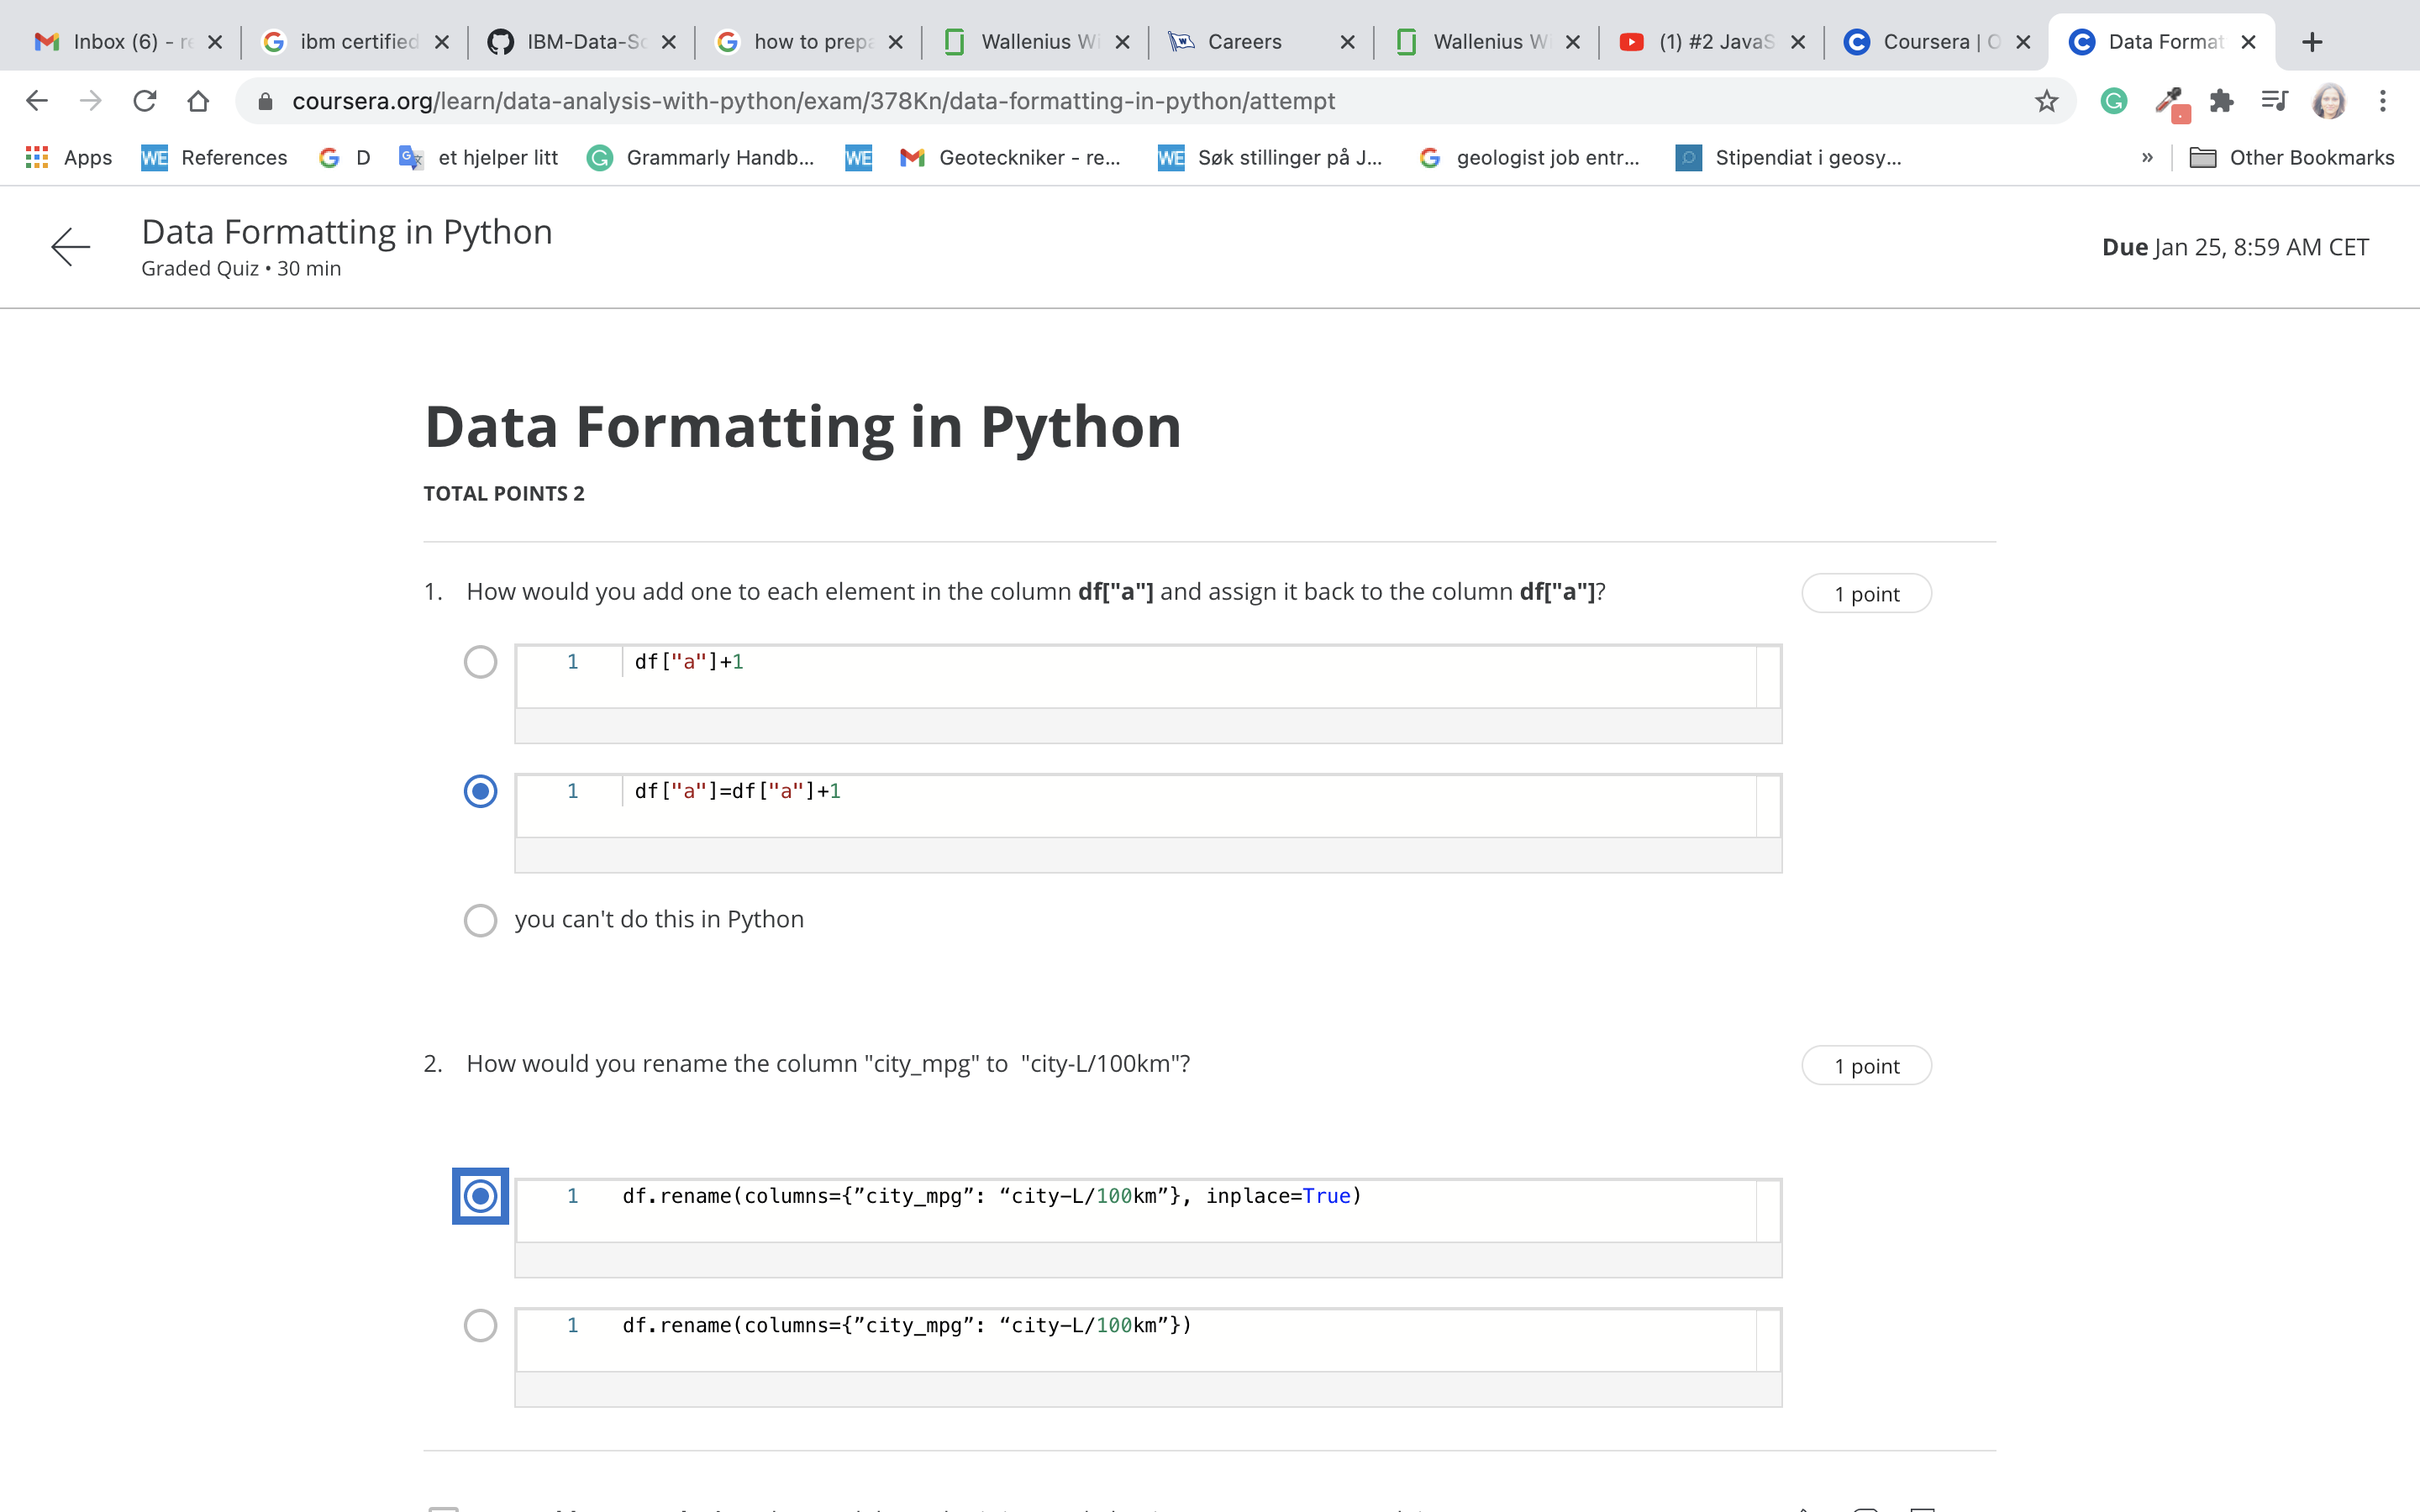 Inbox (6) - re
ibm certified
IBM-Data-Sc
how to prepa
Wallenius Wi
Careers
Wallenius Wi
(1) #2 JavaS
Coursera | O
Data Format
coursera.org/learn/data-analysis-with-python/exam/378Kn/data-formatting-in-python/attempt
Apps
WE References
D
et hjelper litt
Grammarly Handb...
WE
Geoteckniker - re...
WE Søk stillinger på J...
geologist job entr...
Stipendiat i geosy...
»
Other Bookmarks
Data Formatting in Python
Graded Quiz • 30 min
Due Jan 25, 8:59 AM CET
Data Formatting in Python
TOTAL POINTS 2
1. How would you add one to each element in the column df["a"] and assign it back to the column df["a"]?
1 point
1 df["a"]+1
1 df["a"]=df["a"]+1
you can't do this in Python
2. How would you rename the column "city_mpg" to "city-L/100km"?
1 point
1 df.rename(columns={”city_mpg”: “city-L/100km”}, inplace=True)
1 df.rename(columns={”city_mpg”: “city-L/100km”})